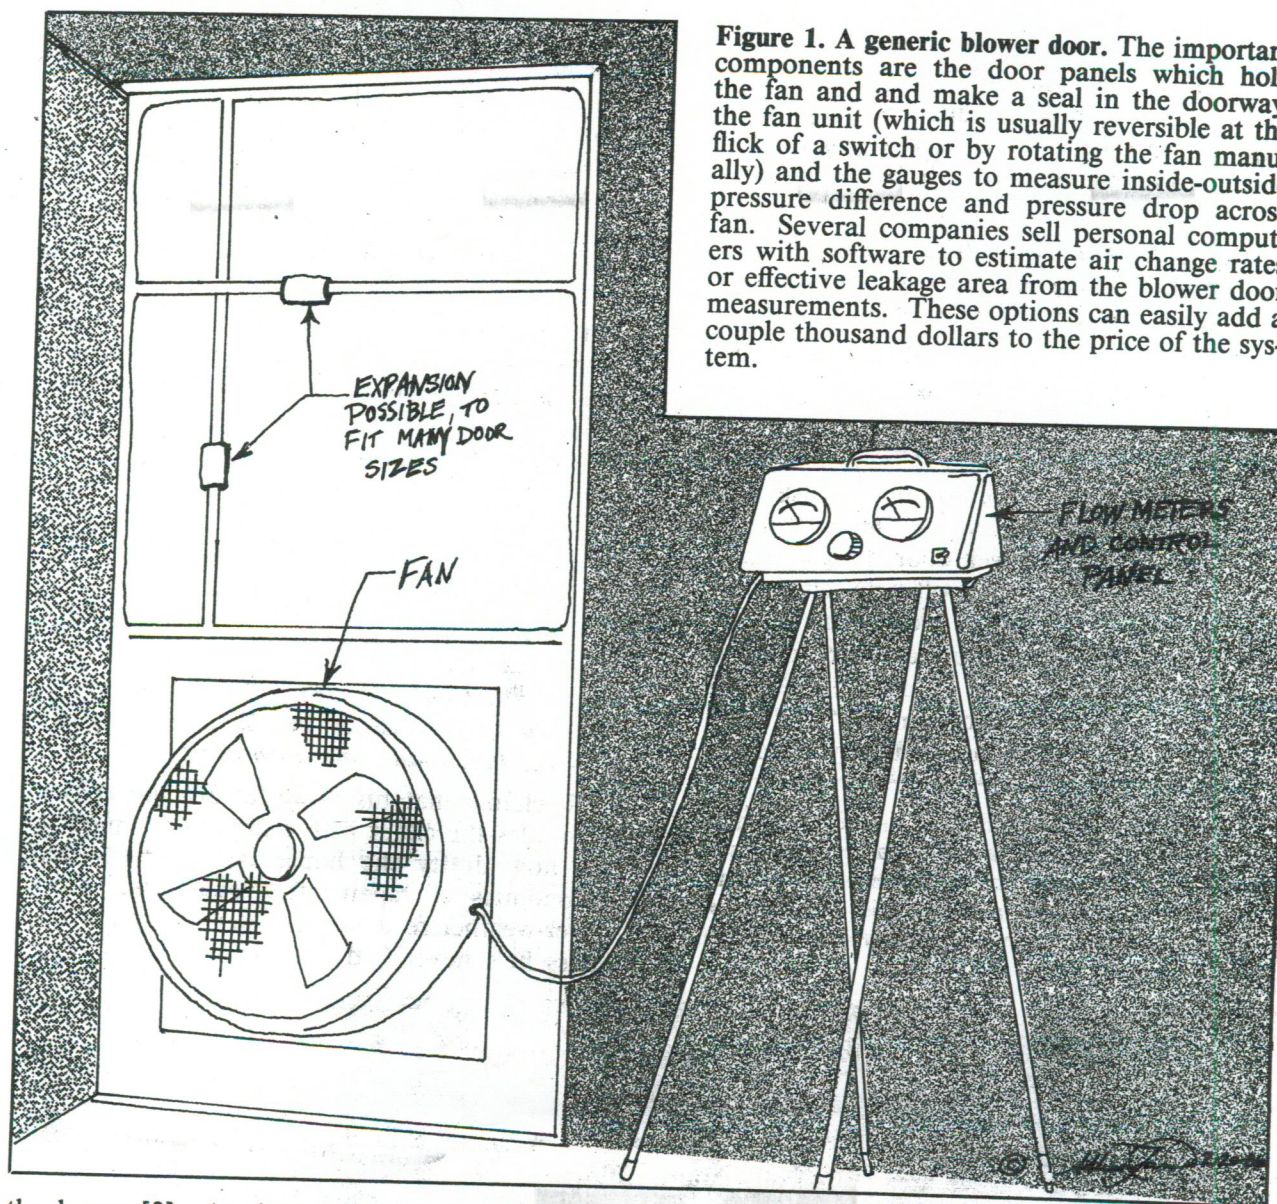 Figure 1. A generic blower door. The importan
components are the door panels which hol
the fan and and make a seal in the doorway
the fan unit (which is usually reversible at th
flick of a switch or by rotating the fan manu
ally) and the gauges to measure inside-outsid
pressure difference and pressure drop acros
fan. Several companies sell personal comput
ers with software to estimate air change rate
or effective leakage area from the blower door
measurements. These options can easily add a
couple thousand dollars to the price of the sys-
tem.
EXPANSION
POSSIBLE, TO
FIT MANY DOOR
SIZES
FLOW METERS
AND CONTROL
PANEL
FAN
©